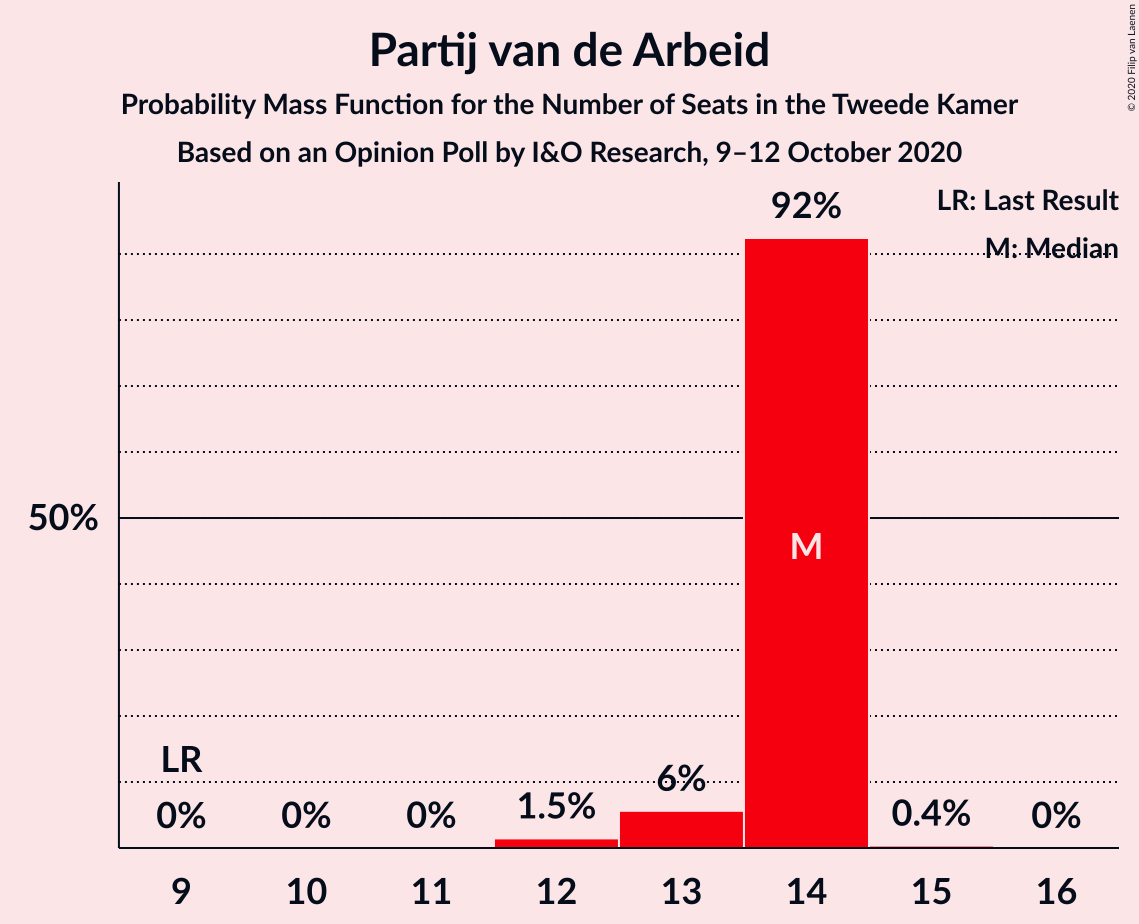 Partij van de Arbeid
Probability Mass Function for the Number of Seats in the Tweede Kamer
Based on an Opinion Poll by I&O Research, 9–12 October 2020
© 2020 Filip van Laenen
LR: Last Result
M: Median
92%
50%
M
LR
0%
0%
0%
1.5%
6%
0.4%
0%
9 10 11 12 13 14 15 16